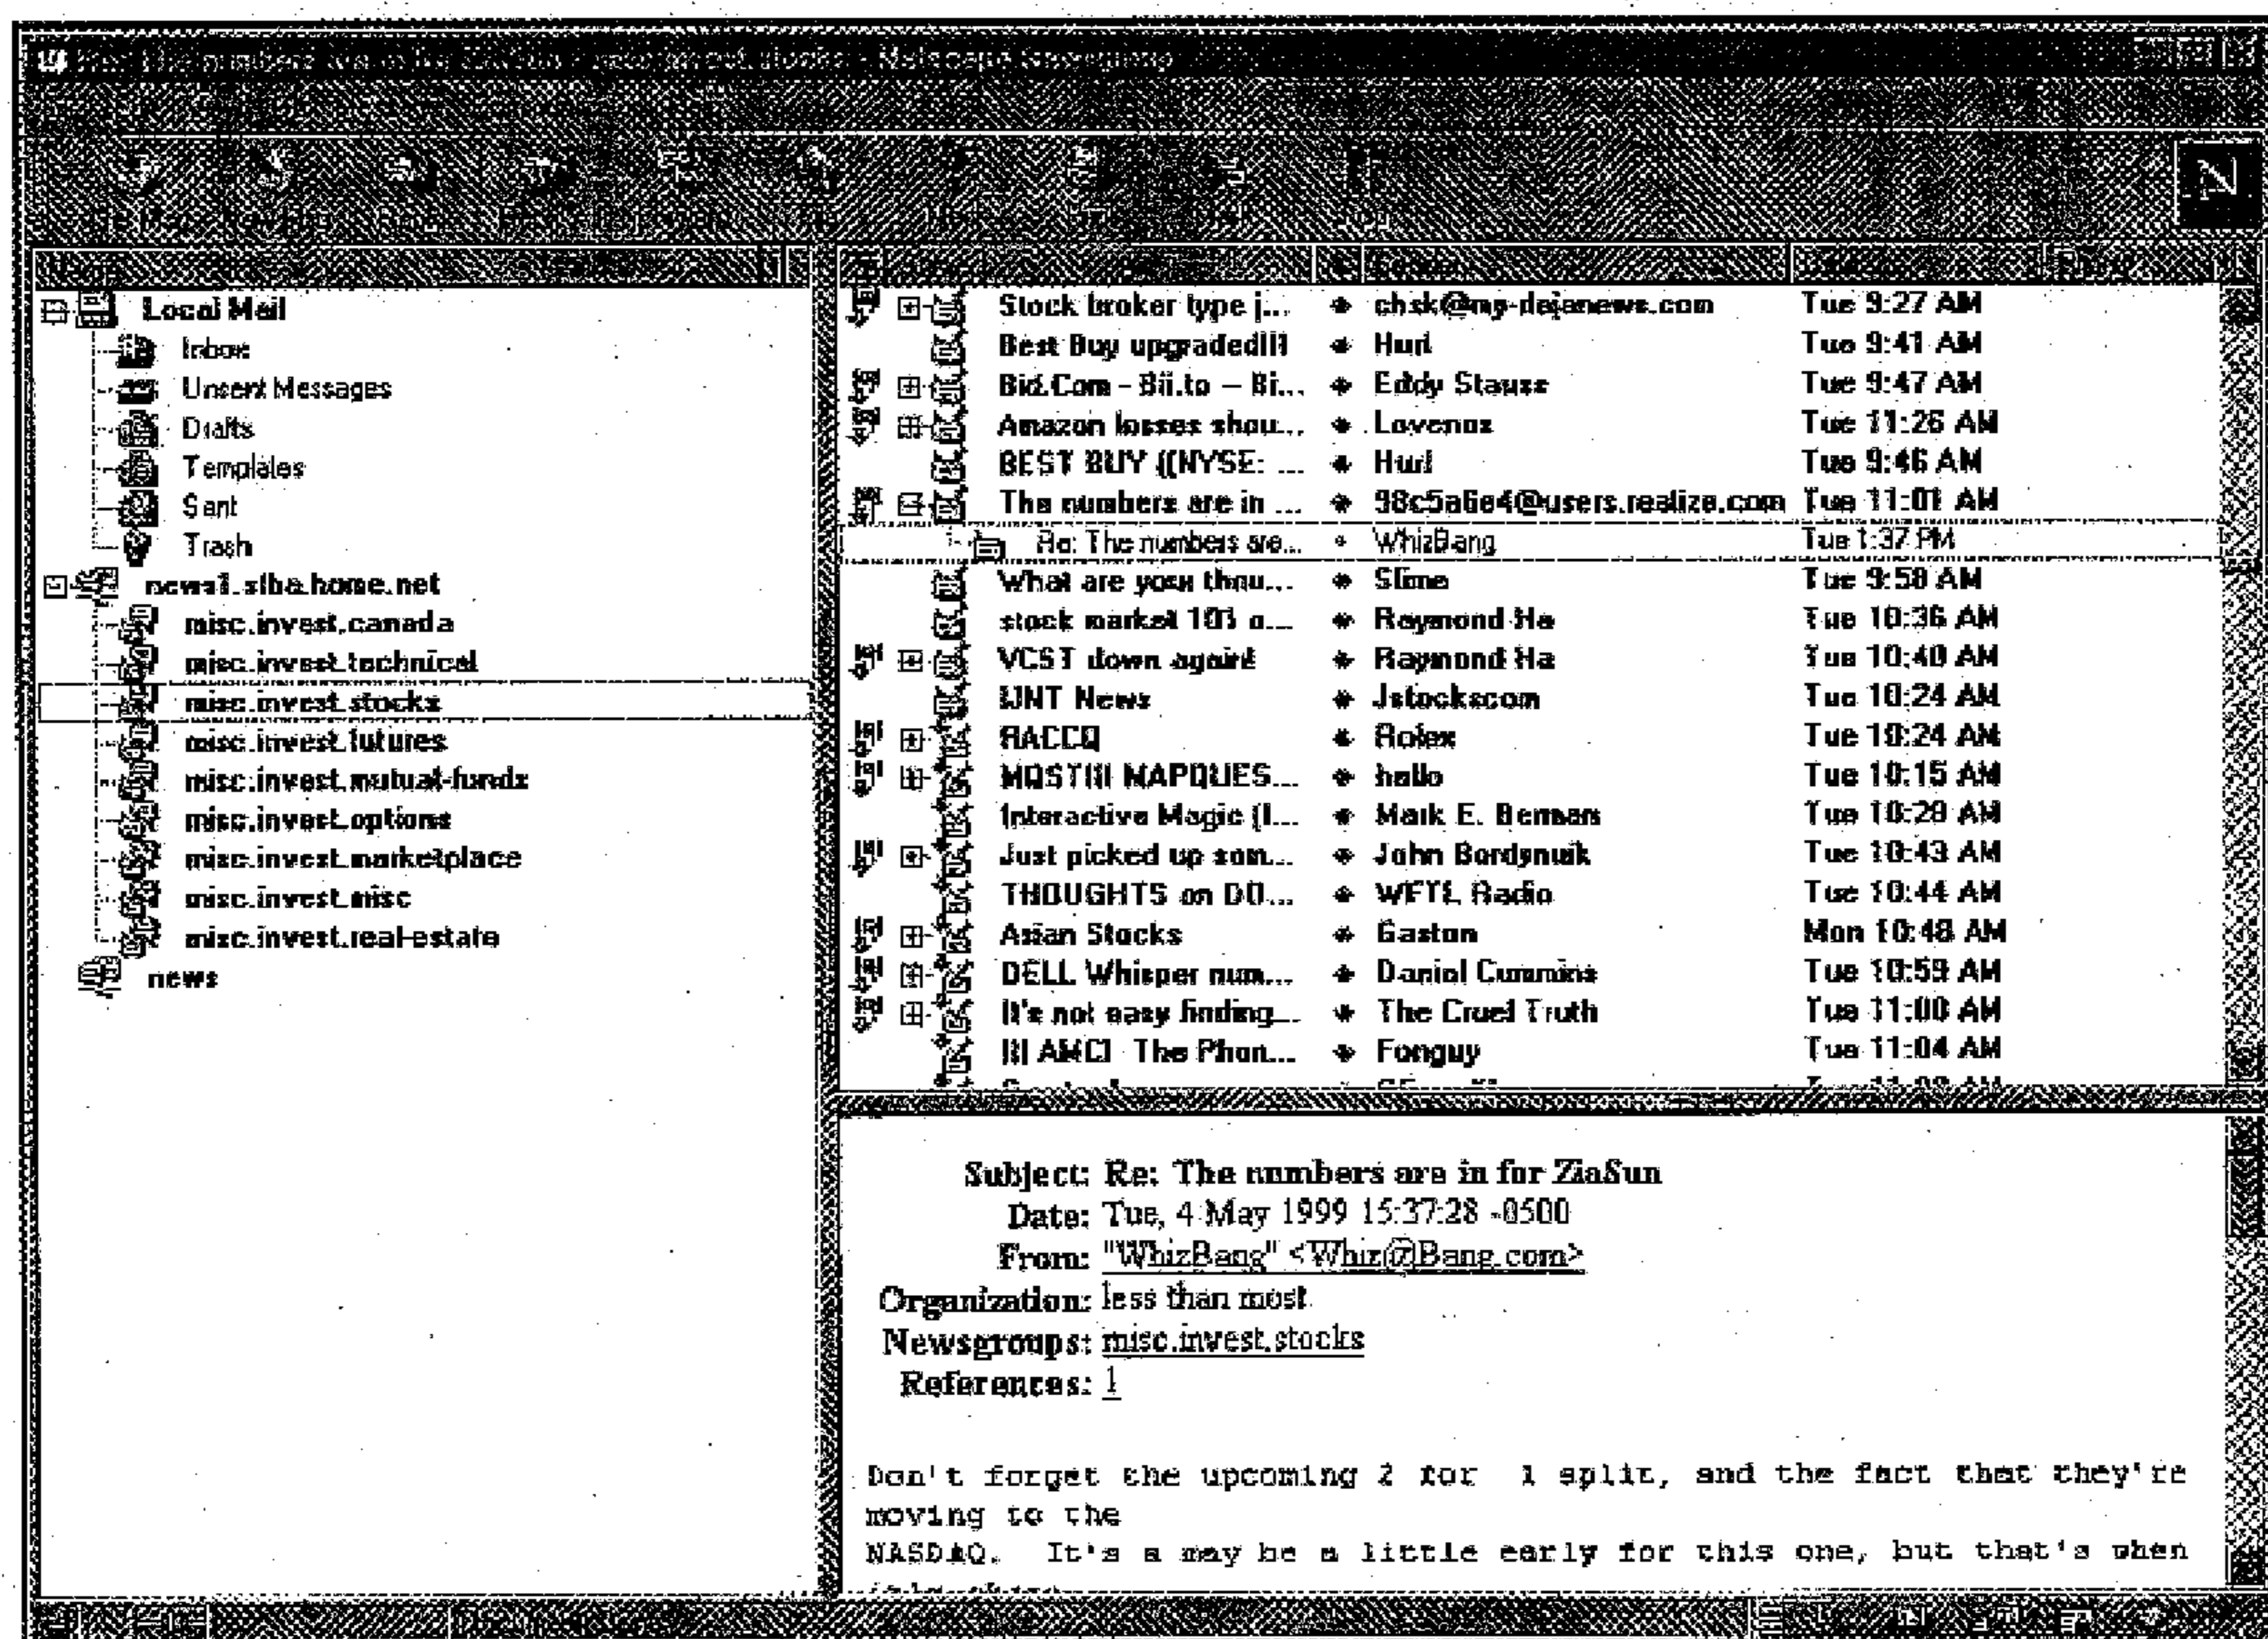 Local Mail
Inbox
Unsent Messages
Drafts
Templates
Sent
Trash
home.net
misc.invest.canada
misc.invest.technical
misc.invest.stocks
misc.invest.futures
misc.invest.mutual-funds
misc.invest.options
misc.invest.marketplace
misc.invest.misc
misc.invest.real-estate
news
Stock broker type j... chsk@my-dejanews.com Tue 9:27 AM
Best Buy upgraded!!! Hurl Tue 9:41 AM
Bid.Com - Bii.to -- Bi... Eddy Stauss Tue 9:47 AM
Amazon losses shou... Lovenox Tue 11:26 AM
BEST BUY ((NYSE: ... Hurl Tue 9:46 AM
The numbers are in ... 98c5a6e4@users.realize.com Tue 11:01 AM
Re: The numbers are... WhizBang Tue 1:37 PM
What are your thou... Slime Tue 9:58 AM
stock market 101 a... Raymond Ha Tue 10:36 AM
VCST down again! Raymond Ha Tue 10:40 AM
News Jstockscom Tue 10:24 AM
Rolex Tue 10:24 AM
hello Tue 10:15 AM
Interactive Magic (I... Mark E. Berman Tue 10:29 AM
Just picked up som... John Bordynuik Tue 10:43 AM
THOUGHTS on DO... WFTL Radio Tue 10:44 AM
Asian Stocks Gaston Mon 10:48 AM
DELL Whisper num... Daniel Cummins Tue 10:59 AM
It's not easy finding... The Cruel Truth Tue 11:00 AM
!!! AMCI The Phon... Fonguy Tue 11:04 AM
Subject: Re: The numbers are in for ZiaSun
Date: Tue, 4 May 1999 15:37:28 -0500
From: "WhizBang" <Whiz@Bang.com>
Organization: less than most
Newsgroups: misc.invest.stocks
References: 1
Don't forget the upcoming 2 for 1 split, and the fact that they're
moving to the
NASDAQ. It's a may be a little early for this one, but that's when